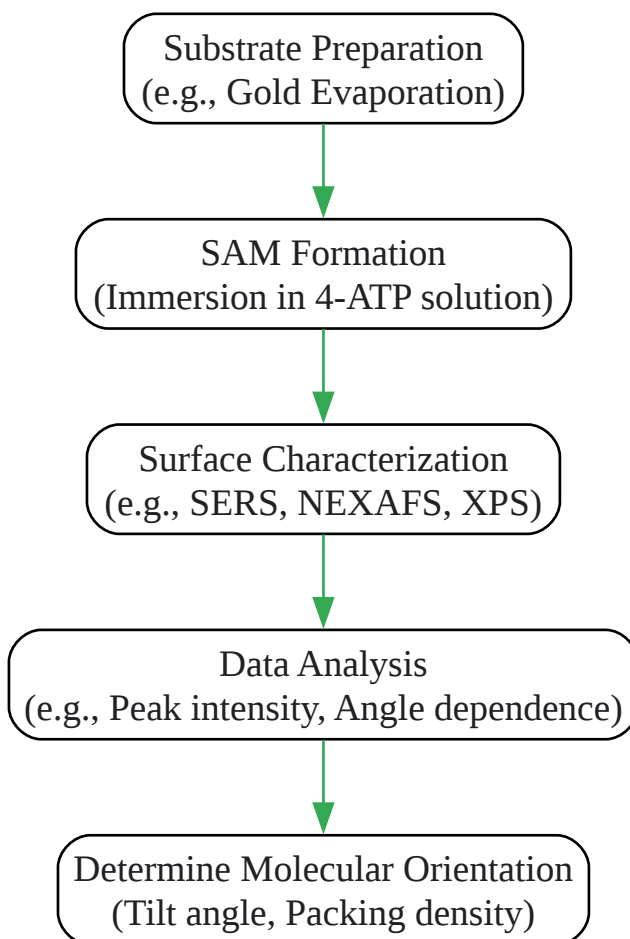 Substrate Preparation
(e.g., Gold Evaporation)
SAM Formation
(Immersion in 4-ATP solution)
Surface Characterization
(e.g., SERS, NEXAFS, XPS)
Data Analysis
(e.g., Peak intensity, Angle dependence)
Determine Molecular Orientation
(Tilt angle, Packing density)